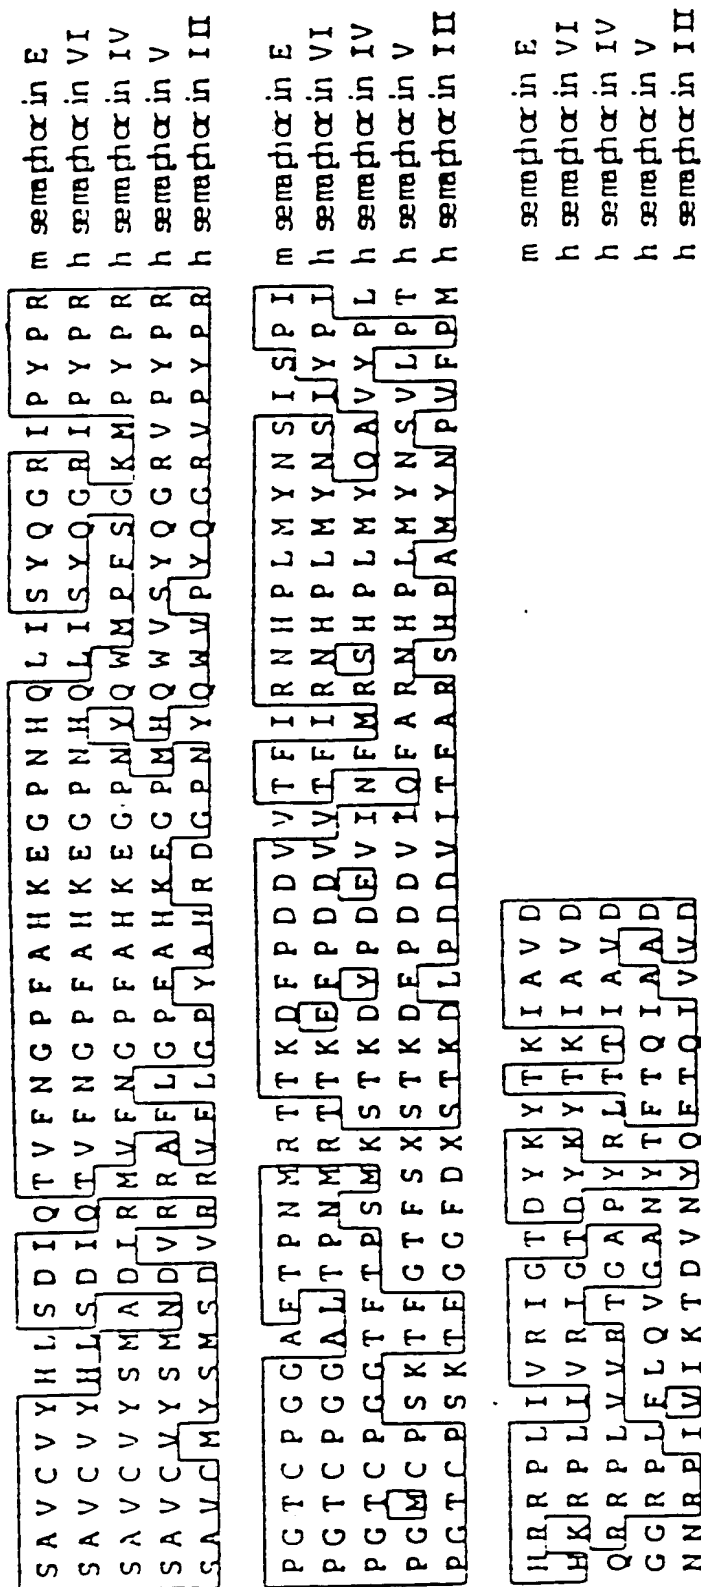 S A V C V Y H L S D I Q T V F N G P F A H K E G P N H Q L I S Y Q G R I P Y P R m semaphorin E
S A V C V Y H L S D I Q T V F N G P F A H K E G P N H Q L I S Y Q G R I P Y P R h semaphorin VI
S A V C V Y S M A D I R M V F N G P F A H K E G P N Y Q W M P F S G K M P Y P R h semaphorin IV
S A V C V Y S M N D V R R A F L G P F A H K E G P M H Q W V S Y Q G R V P Y P R h semaphorin V
S A V C M Y S M S D V R R V F L G P Y A H R D G P N Y Q W V P Y Q G R V P Y P R h semaphorin III
P G T C P G G A F T P N M R T T K D F P D D V V T F I R N H P L M Y N S I S P I m semaphorin E
P G T C P G G A L T P N M R T T K E F P D D V V T F I R N H P L M Y N S I Y P I h semaphorin VI
P G T C P G G T F T P S M K S T K D Y P D E V I N F M R S H P L M Y Q A V Y P L h semaphorin IV
P G M C P S K T F G T F S X S T K D F P D D V I Q F A R N H P L M Y N S V L P T h semaphorin V
P G T C P S K T F G G F D X S T K D L P D D V I T F A R S H P A M Y N P V F P M h semaphorin III
H R R P L I V R I G T D Y K Y T K I A V D m semaphorin E
H K R P L I V R I G T D Y K Y T K I A V D h semaphorin VI
Q R R P L V V R T G A P Y R L T T I A V D h semaphorin IV
G G R P L F L Q V G A N Y T F T Q I A A D h semaphorin V
N N R P I V I K T D V N Y Q F T Q I V V D h semaphorin III